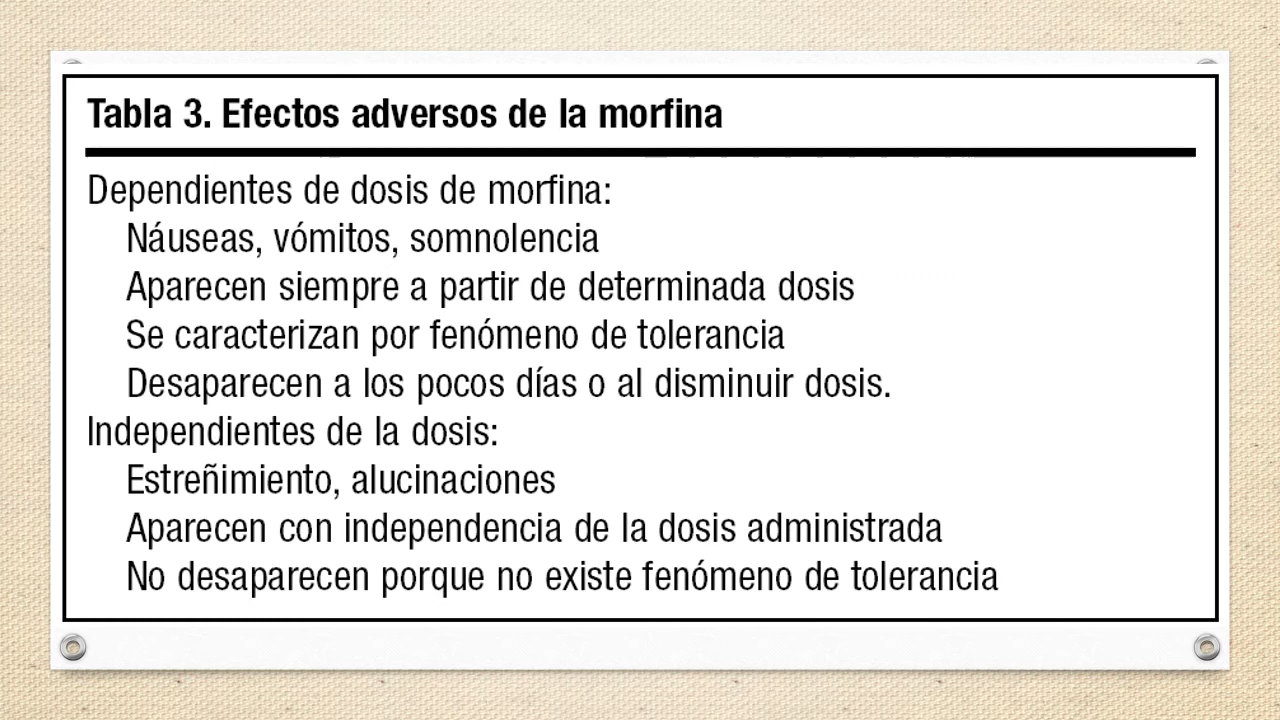 Tabla 3. Efectos adversos de la morfina
Dependientes de dosis de morfina:
Náuseas, vómitos, somnolencia
Aparecen siempre a partir de determinada dosis
Se caracterizan por fenómeno de tolerancia
Desaparecen a los pocos días o al disminuir dosis.
Independientes de la dosis:
Estreñimiento, alucinaciones
Aparecen con independencia de la dosis administrada
No desaparecen porque no existe fenómeno de tolerancia